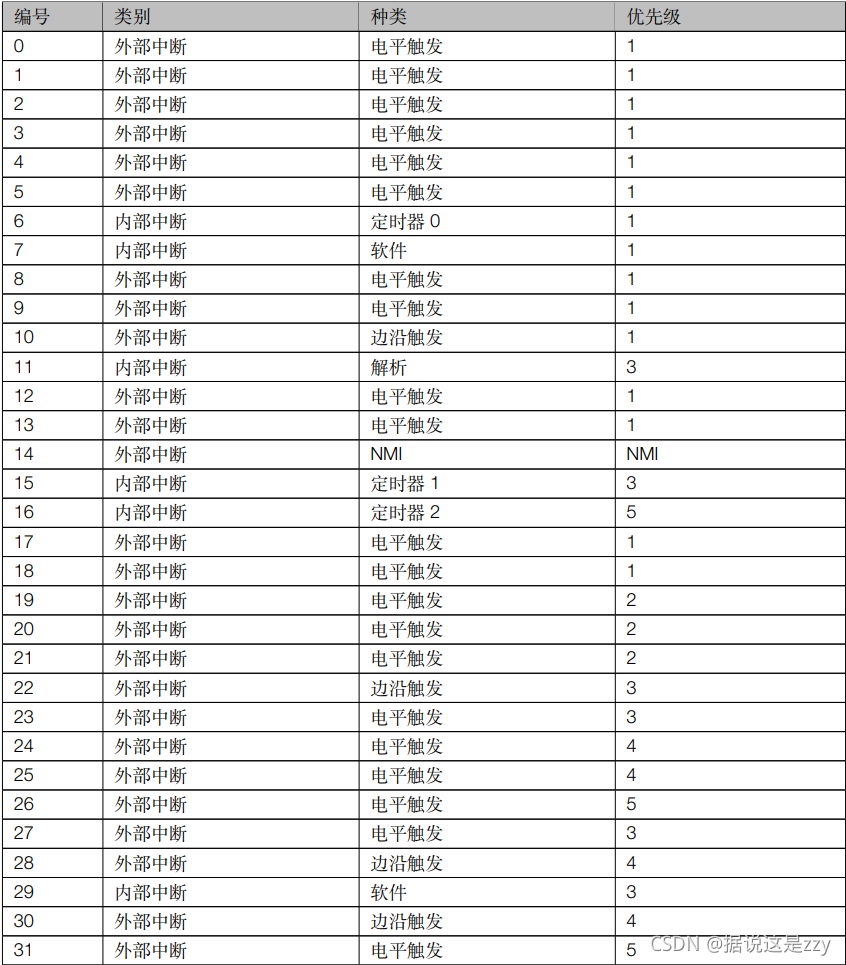 编号 类别 种类 优先级
0 外部中断 电平触发 1
1 外部中断 电平触发 1
2 外部中断 电平触发 1
3 外部中断 电平触发 1
4 外部中断 电平触发 1
5 外部中断 电平触发 1
6 内部中断 定时器 0 1
7 内部中断 软件 1
8 外部中断 电平触发 1
9 外部中断 电平触发 1
10 外部中断 边沿触发 1
11 内部中断 解析 3
12 外部中断 电平触发 1
13 外部中断 电平触发 1
14 外部中断 NMI NMI
15 内部中断 定时器 1 3
16 内部中断 定时器 2 5
17 外部中断 电平触发 1
18 外部中断 电平触发 1
19 外部中断 电平触发 2
20 外部中断 电平触发 2
21 外部中断 电平触发 2
22 外部中断 边沿触发 3
23 外部中断 电平触发 3
24 外部中断 电平触发 4
25 外部中断 电平触发 4
26 外部中断 电平触发 5
27 外部中断 电平触发 3
28 外部中断 边沿触发 4
29 内部中断 软件 3
30 外部中断 边沿触发 4
31 外部中断 电平触发 5
CSDN @据说这是zzy